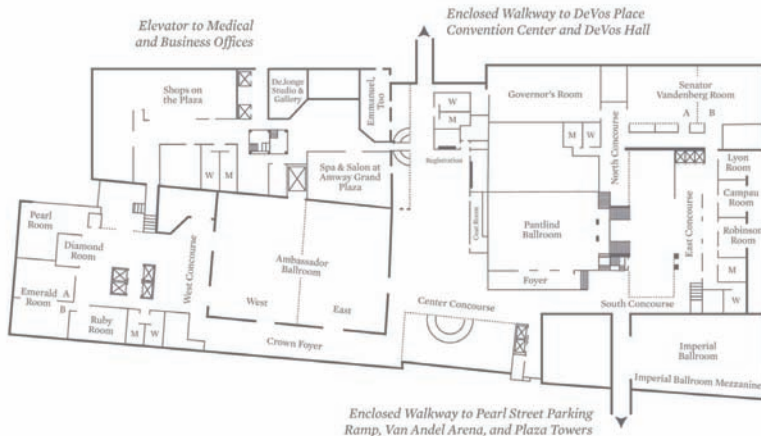 Elevator to Medical
and Business Offices
Enclosed Walkway to DeVos Place
Convention Center and DeVos Hall
Shops on
the Plaza
DeJonge
Studio &
Gallery
Emmanuel,
Too
W
M
Governor's Room
Senator
Vandenberg Room
A
B
Registration
M
W
North Concourse
W
M
Spa & Salon at
Amway Grand
Plaza
Lyon
Room
Campau
Room
Robinson
Room
East Concourse
Coat Room
Pantlind
Ballroom
Pearl
Room
Diamond
Room
West Concourse
Ambassador
Ballroom
West
East
Foyer
M
W
Emerald
Room
A
B
Ruby
Room
M
W
Center Concourse
South Concourse
Crown Foyer
Imperial
Ballroom
Imperial Ballroom Mezzanine
Enclosed Walkway to Pearl Street Parking
Ramp, Van Andel Arena, and Plaza Towers